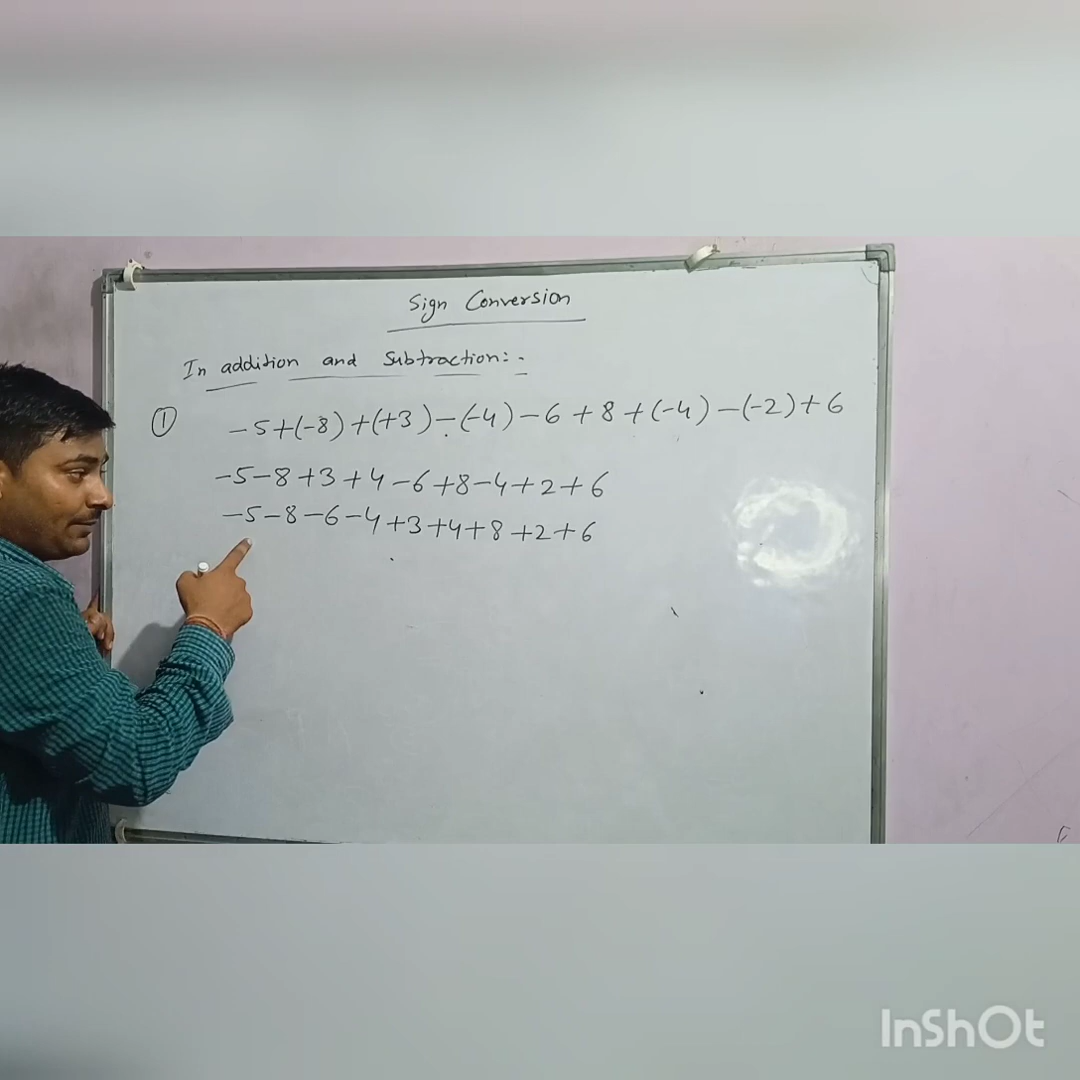 Sign Conversion
In addition and Subtraction:-
① -5+(-8)+(+3)-(-4)-6+8+(-4)-(-2)+6
-5-8+3+4-6+8-4+2+6
-5-8-6-4+3+4+8+2+6
InShOt